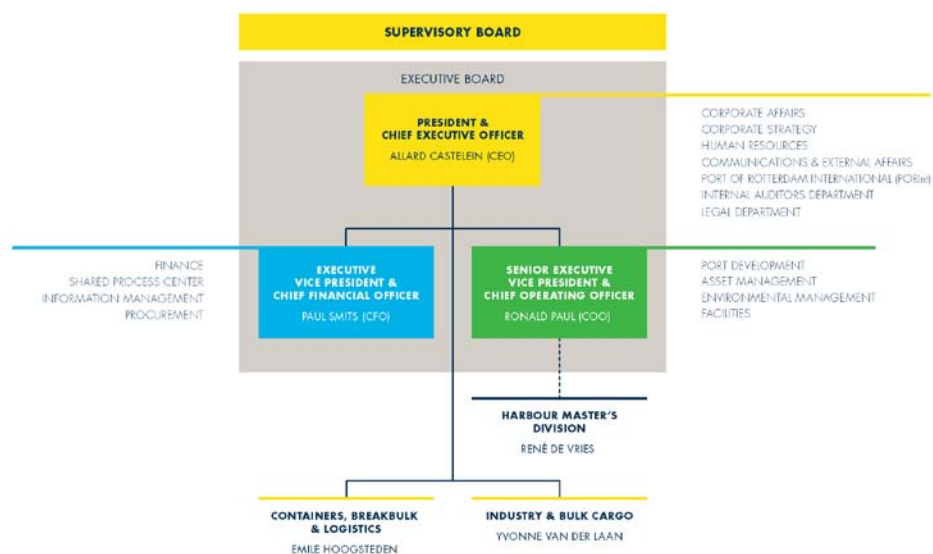 SUPERVISORY BOARD
EXECUTIVE BOARD
PRESIDENT &
CHIEF EXECUTIVE OFFICER
ALLARD CASTELEIN (CEO)
CORPORATE AFFAIRS
CORPORATE STRATEGY
HUMAN RESOURCES
COMMUNICATIONS & EXTERNAL AFFAIRS
PORT OF ROTTERDAM INTERNATIONAL (PORint)
INTERNAL AUDITORS DEPARTMENT
LEGAL DEPARTMENT
FINANCE
SHARED PROCESS CENTER
INFORMATION MANAGEMENT
PROCUREMENT
EXECUTIVE
VICE PRESIDENT &
CHIEF FINANCIAL OFFICER
PAUL SMITS (CFO)
SENIOR EXECUTIVE
VICE PRESIDENT &
CHIEF OPERATING OFFICER
RONALD PAUL (COO)
PORT DEVELOPMENT
ASSET MANAGEMENT
ENVIRONMENTAL MANAGEMENT
FACILITIES
HARBOUR MASTER'S
DIVISION
RENÉ DE VRIES
CONTAINERS, BREAKBULK
& LOGISTICS
EMILE HOOGSTEDEN
INDUSTRY & BULK CARGO
YVONNE VAN DER LAAN